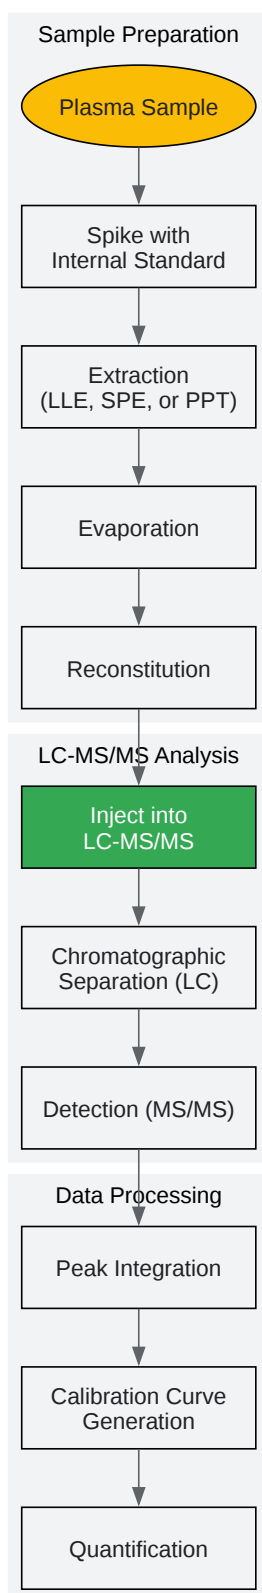 Sample Preparation
Plasma Sample
Spike with
Internal Standard
Extraction
(LLE, SPE, or PPT)
Evaporation
Reconstitution
LC-MS/MS Analysis
Inject into
LC-MS/MS
Chromatographic
Separation (LC)
Detection (MS/MS)
Data Processing
Peak Integration
Calibration Curve
Generation
Quantification